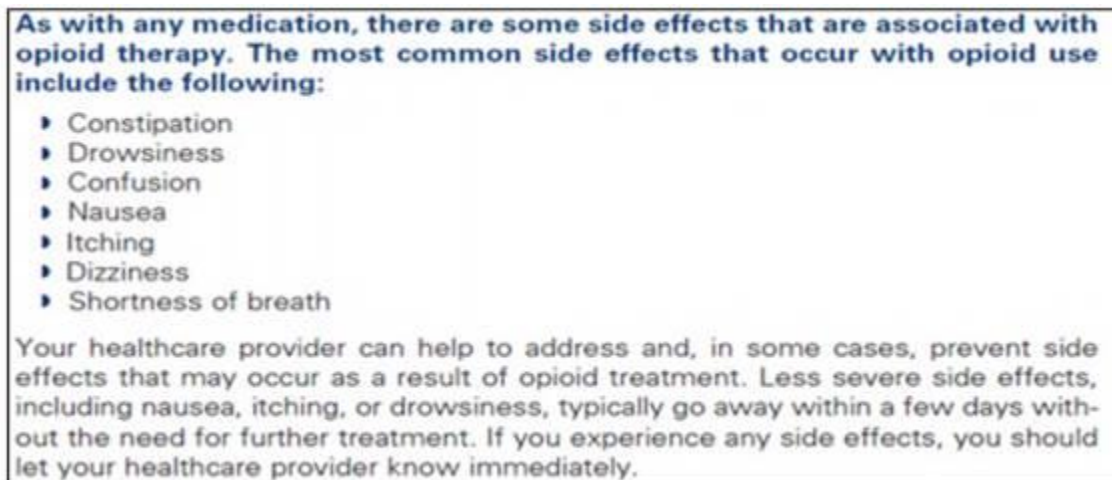 As with any medication, there are some side effects that are associated with
opioid therapy. The most common side effects that occur with opioid use
include the following:
Constipation
Drowsiness
Confusion
Nausea
Itching
Dizziness
Shortness of breath
Your healthcare provider can help to address and, in some cases, prevent side
effects that may occur as a result of opioid treatment. Less severe side effects,
including nausea, itching, or drowsiness, typically go away within a few days with-
out the need for further treatment. If you experience any side effects, you should
let your healthcare provider know immediately.